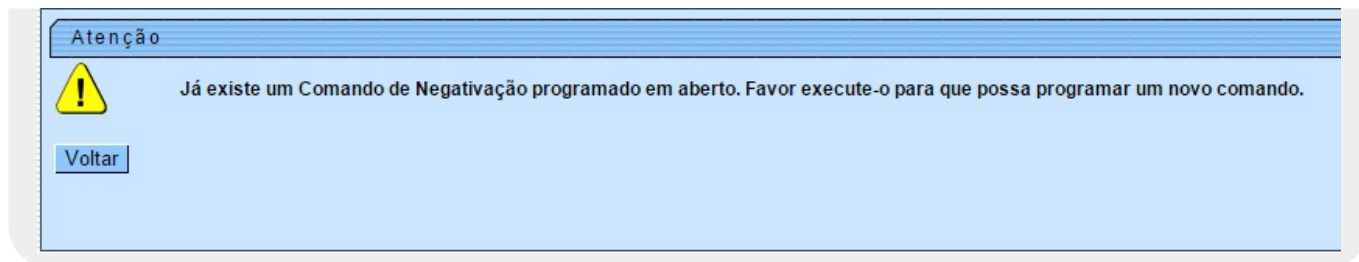 Atenção
Já existe um Comando de Negativação programado em aberto. Favor execute-o para que possa programar um novo comando.
Voltar